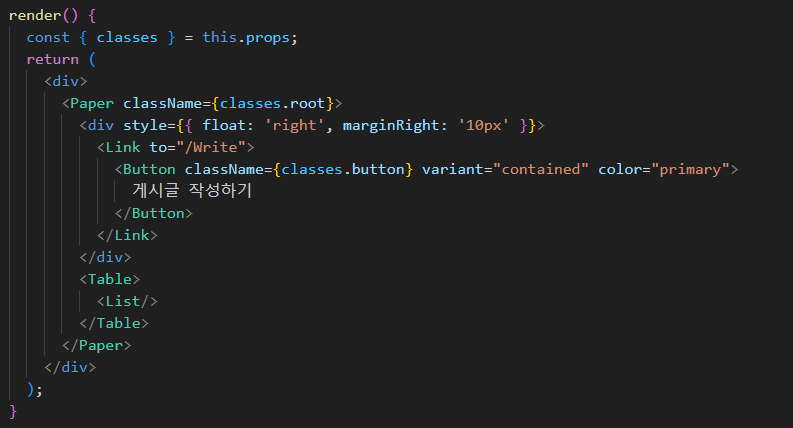 render() {
const { classes } = this.props;
return (
<div>
<Paper className={classes.root}>
<div style={{ float: 'right', marginRight: '10px' }}>
<Link to="/Write">
<Button className={classes.button} variant="contained" color="primary">
게시글 작성하기
</Button>
</Link>
</div>
<Table>
<List/>
</Table>
</Paper>
</div>
);
}